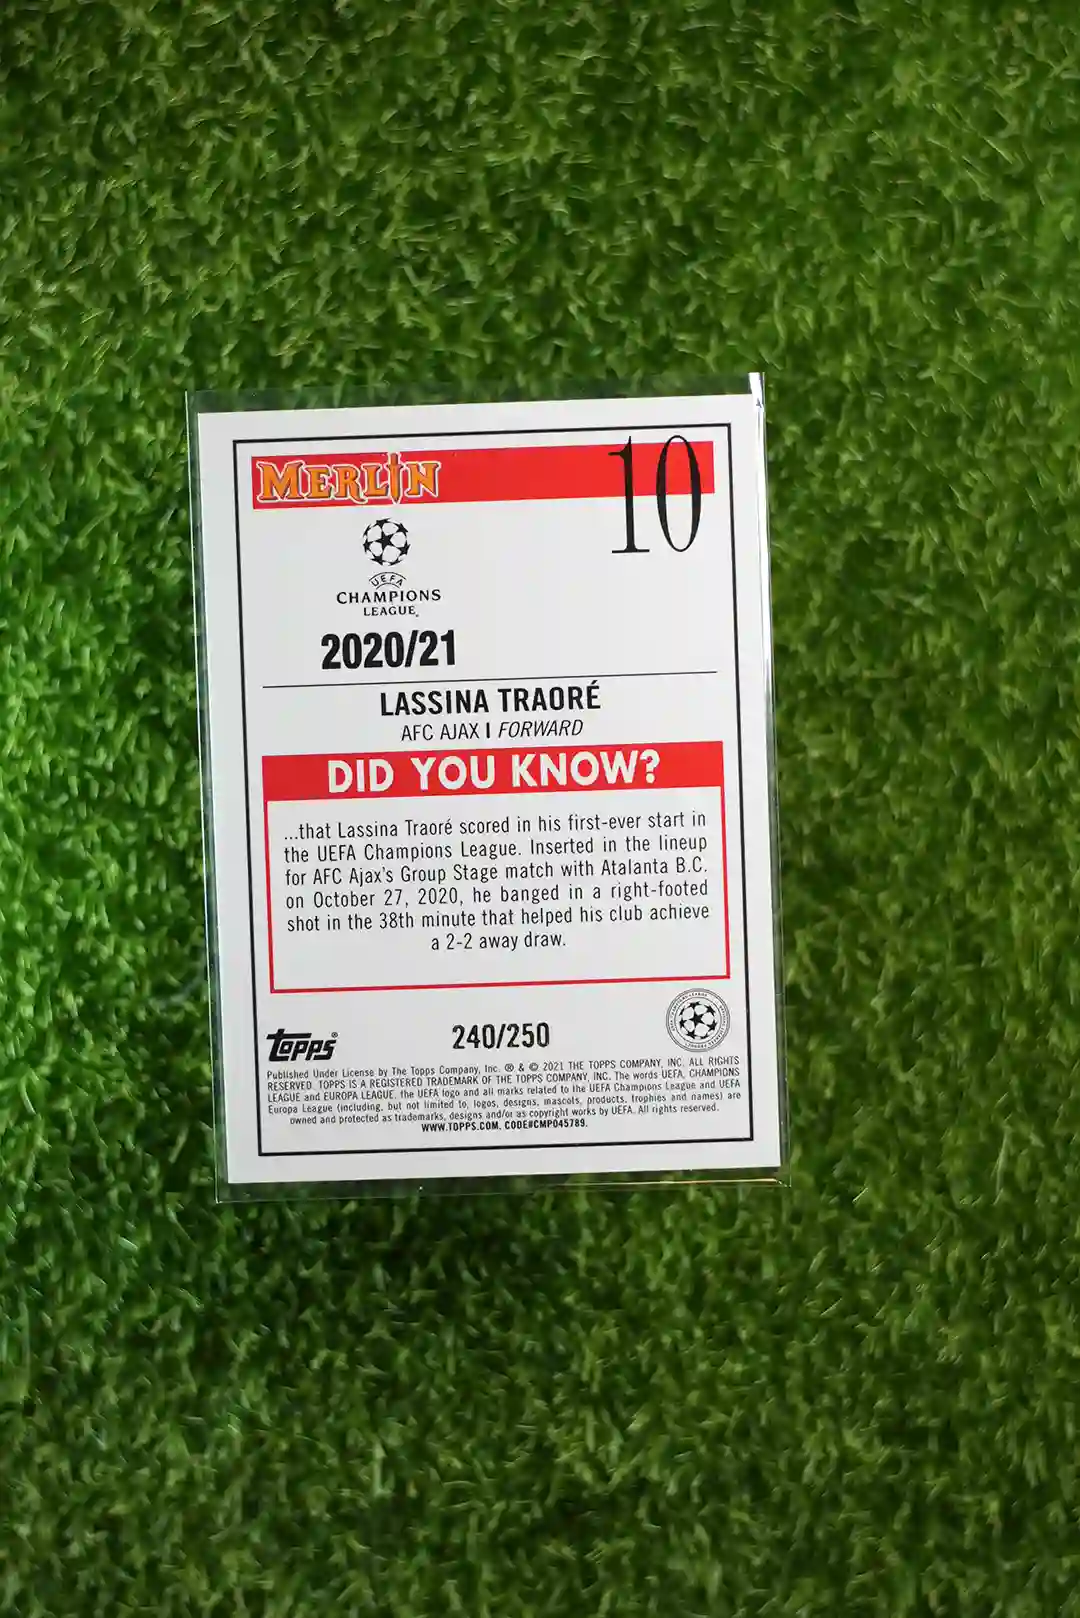 MERLIN
10
UEFA
CHAMPIONS
LEAGUE®
2020/21
LASSINA TRAORÉ
AFC AJAX I FORWARD
DID YOU KNOW?
...that Lassina Traoré scored in his first-ever start in
the UEFA Champions League. Inserted in the lineup
for AFC Ajax's Group Stage match with Atalanta B.C.
on October 27, 2020, he banged in a right-footed
shot in the 38th minute that helped his club achieve
a 2-2 away draw.
topps®
240/250
Published Under License by The Topps Company, Inc. ® & © 2021 THE TOPPS COMPANY, INC. ALL RIGHTS
RESERVED. TOPPS IS A REGISTERED TRADEMARK OF THE TOPPS COMPANY, INC. The words UEFA, CHAMPIONS
LEAGUE and EUROPA LEAGUE, the UEFA logo and all marks related to the UEFA Champions League and UEFA
Europa League (including, but not limited to, logos, designs, mascots, products, trophies and names) are
owned and protected as trademarks, designs and/or as copyright works by UEFA. All rights reserved.
WWW.TOPPS.COM. CODE#CMP045789.